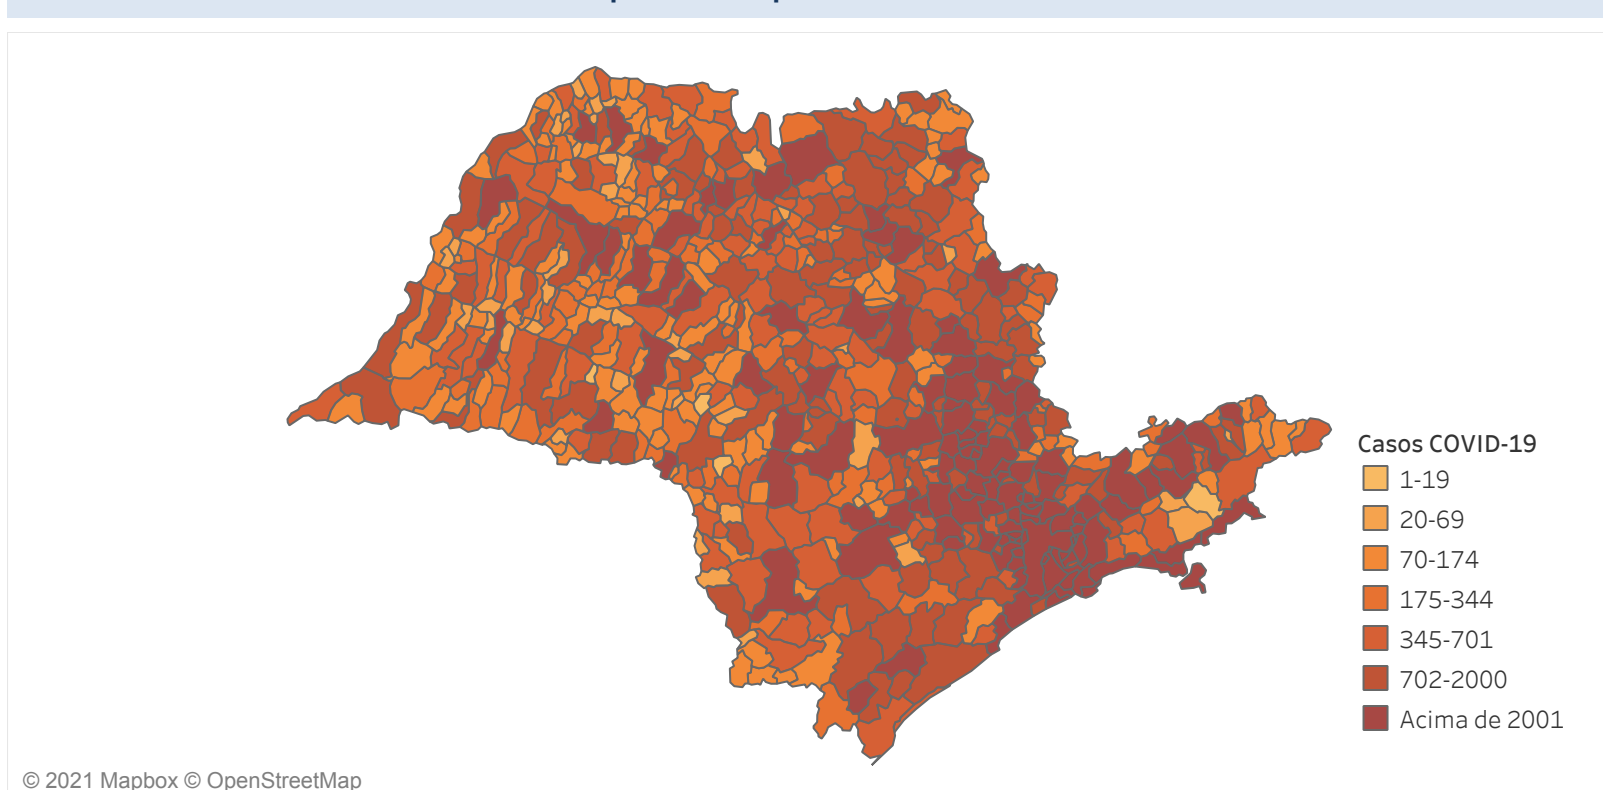 Casos COVID-19
1-19
20-69
70-174
175-344
345-701
702-2000
Acima de 2001
© 2021 Mapbox © OpenStreetMap